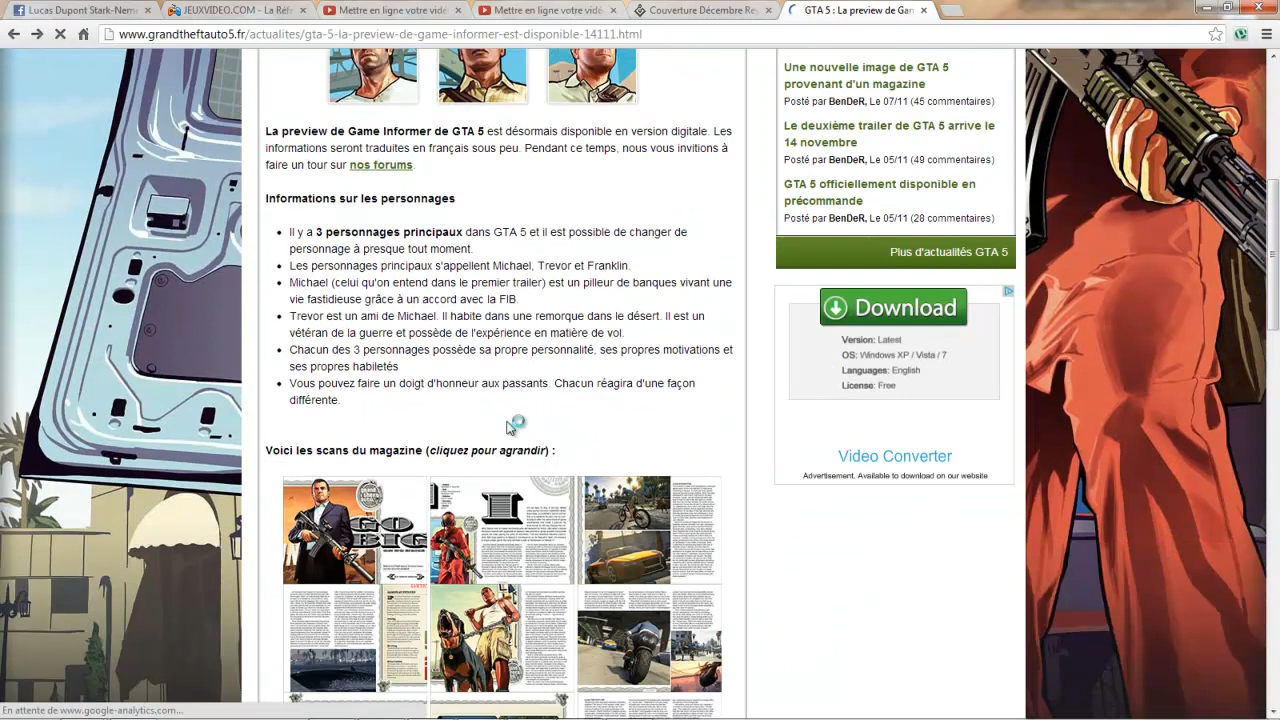 Lucas Dupont Stark-Nem
JEUXVIDEO.COM - La Réf
Mettre en ligne votre vidé
Mettre en ligne votre vidé
Couverture Décembre Re
GTA 5 : La preview de Gan
www.grandtheftauto5.fr/actualites/gta-5-la-preview-de-game-informer-est-disponible-14111.html
La preview de Game Informer de GTA 5 est désormais disponible en version digitale. Les
informations seront traduites en français sous peu. Pendant ce temps, nous vous invitions à
faire un tour sur nos forums.
Informations sur les personnages
Il y a 3 personnages principaux dans GTA 5 et il est possible de changer de
personnage à presque tout moment.
Les personnages principaux s'appellent Michael, Trevor et Franklin.
Michael (celui qu'on entend dans le premier trailer) est un pilleur de banques vivant une
vie fastidieuse grâce à un accord avec la FIB.
Trevor est un ami de Michael. Il habite dans une remorque dans le désert. Il est un
vétéran de la guerre et possède de l'expérience en matière de vol.
Chacun des 3 personnages possède sa propre personnalité, ses propres motivations et
ses propres habiletés
Vous pouvez faire un doigt d'honneur aux passants. Chacun réagira d'une façon
différente.
Voici les scans du magazine (cliquez pour agrandir) :
GO
BIG
I
Une nouvelle image de GTA 5
provenant d'un magazine
Posté par BenDeR, Le 07/11 (45 commentaires)
Le deuxième trailer de GTA 5 arrive le
14 novembre
Posté par BenDeR, Le 05/11 (49 commentaires)
GTA 5 officiellement disponible en
précommande
Posté par BenDeR, Le 05/11 (28 commentaires)
Plus d'actualités GTA 5
Download
Version: Latest
OS: Windows XP / Vista / 7
Languages: English
License: Free
Video Converter
Advertisement. Available to download on our website.
attente de www.google-analytics.com...